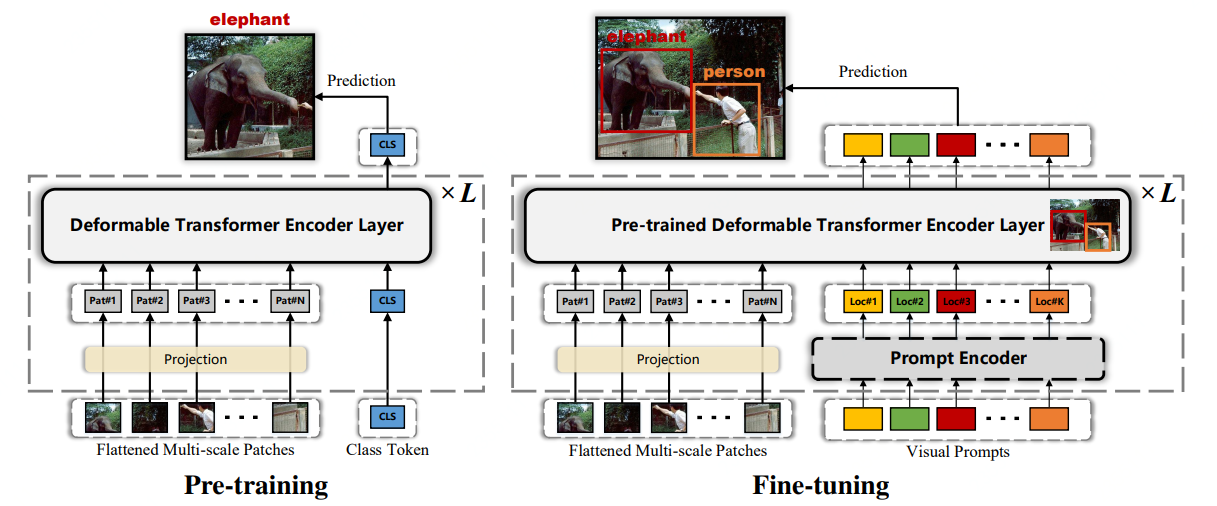 elephant
Prediction
CLS
× L
Deformable Transformer Encoder Layer
Pat#1 Pat#2 Pat#3 Pat#N CLS
Projection
CLS
Flattened Multi-scale Patches Class Token
Pre-training
elephant
person
Prediction
× L
Pre-trained Deformable Transformer Encoder Layer
Pat#1 Pat#2 Pat#3 Pat#N Loc#1 Loc#2 Loc#3 Loc#K
Projection
Prompt Encoder
Flattened Multi-scale Patches Visual Prompts
Fine-tuning